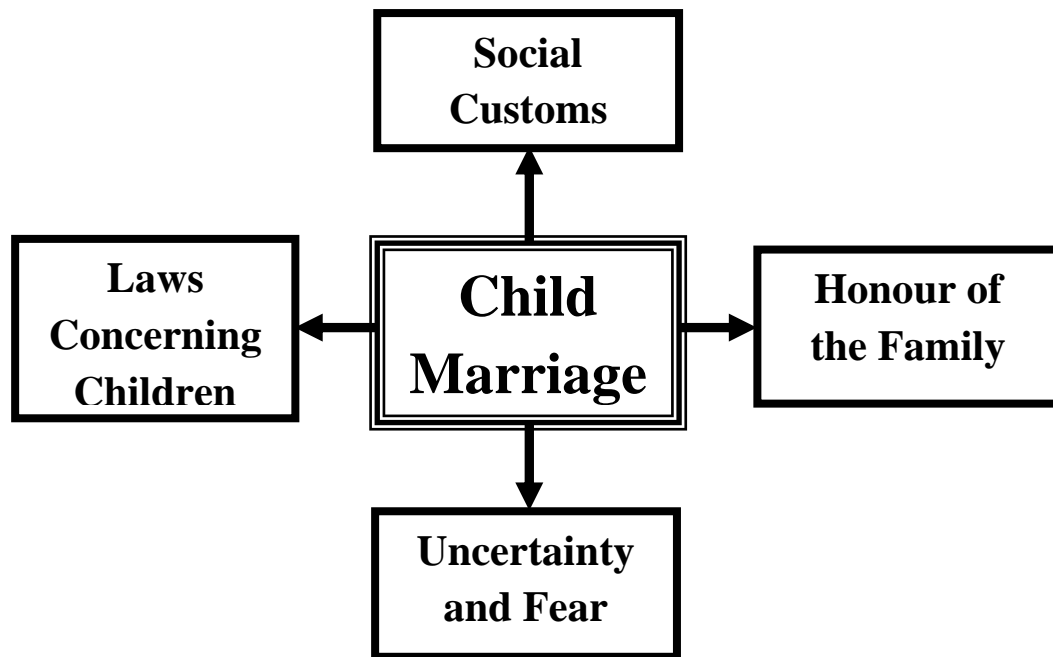 Social
Customs
Laws
Concerning
Children
Child
Marriage
Honour of
the Family
Uncertainty
and Fear